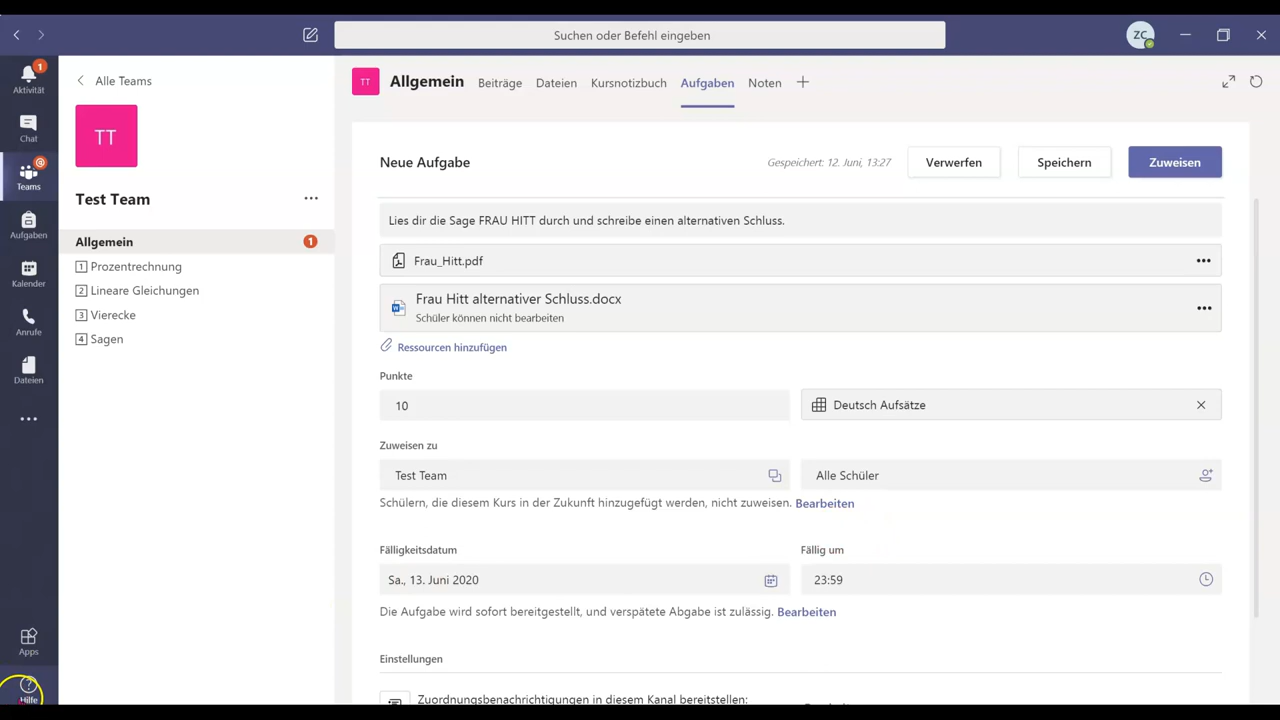 Suchen oder Befehl eingeben
ZC
1
Aktivität
Chat
@
Teams
Aufgaben
Kalender
Anrufe
Dateien
Apps
Hilfe
Alle Teams
TT
Test Team
Allgemein 1
1 Prozentrechnung
2 Lineare Gleichungen
3 Vierecke
4 Sagen
TT Allgemein Beiträge Dateien Kursnotizbuch Aufgaben Noten
Neue Aufgabe Gespeichert: 12. Juni, 13:27 Verwerfen Speichern Zuweisen
Lies dir die Sage FRAU HITT durch und schreibe einen alternativen Schluss.
Frau_Hitt.pdf
Frau Hitt alternativer Schluss.docx
Schüler können nicht bearbeiten
Ressourcen hinzufügen
Punkte
10 Deutsch Aufsätze
Zuweisen zu
Test Team Alle Schüler
Schülern, die diesem Kurs in der Zukunft hinzugefügt werden, nicht zuweisen. Bearbeiten
Fälligkeitsdatum Fällig um
Sa., 13. Juni 2020 23:59
Die Aufgabe wird sofort bereitgestellt, und verspätete Abgabe ist zulässig. Bearbeiten
Einstellungen
Zuordnungsbenachrichtigungen in diesem Kanal bereitstellen: